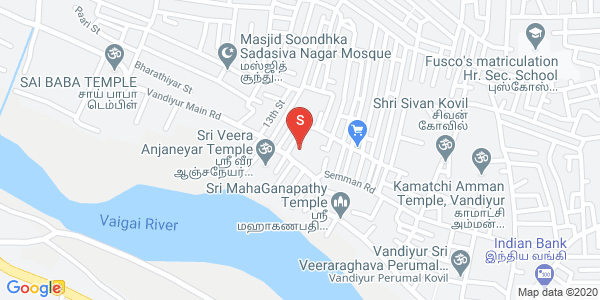 Paari St
Masjid Soondhka
Sadasiva Nagar Mosque
மஸ்ஜித்
சூந்து...
Fusco's matriculation
Hr. Sec. School
புஸ்கோஸ்...
SAI BABA TEMPLE
சாய் பாபா
டெம்பிள்
Bharathiyar St
Vandiyur Main Rd
13th St
Shri Sivan Kovil
சிவன்
கோவில்
S
Sri Veera
Anjaneyar Temple
ஸ்ரீ வீர
ஆஞ்சநேயர்...
Semman Rd
Sri MahaGanapathy
Temple
ஸ்ரீ
மஹாகணபதி...
Kamatchi Amman
Temple, Vandiyur
காமாட்சி
அம்மன்...
Vaigai River
Vandiyur Sri
Veeraraghava Perumal...
Vandiyur Perumal Kovil
Indian Bank
இந்திய வங்கி
Google
Map data ©2020